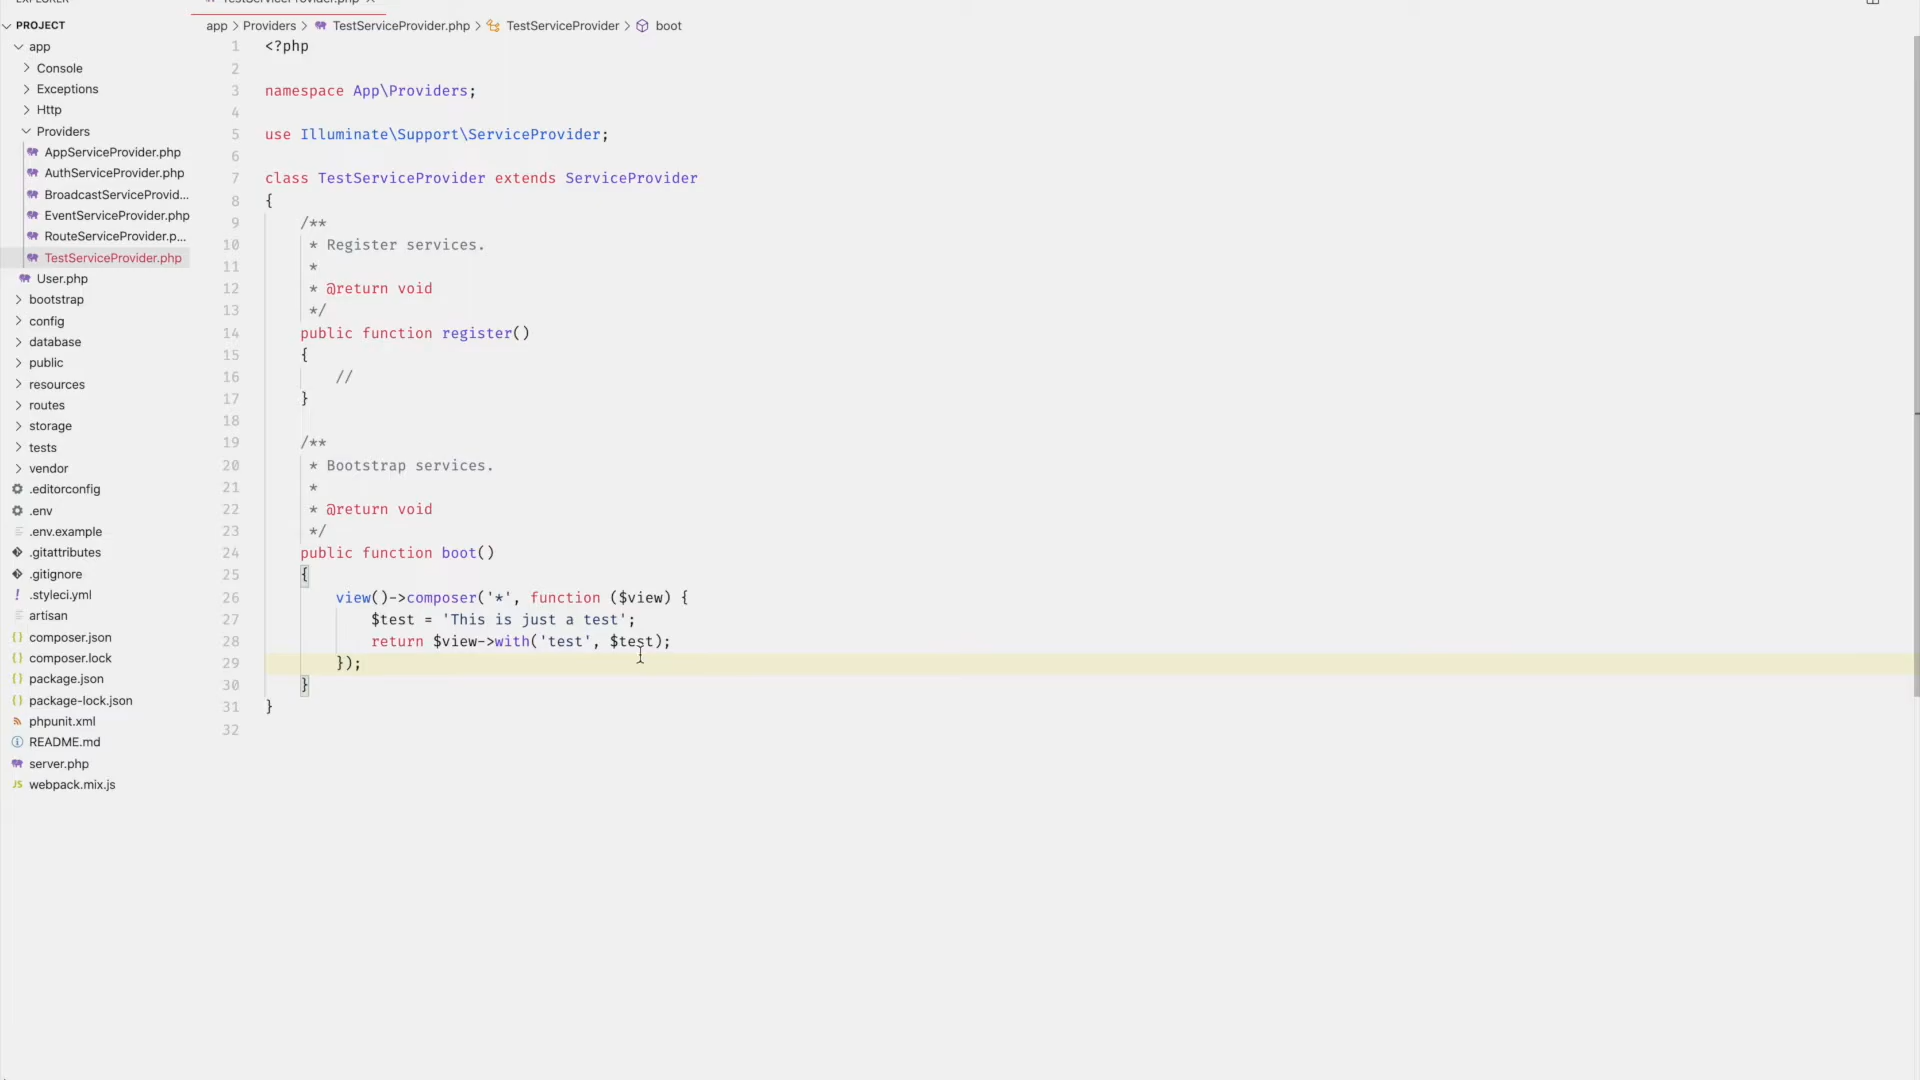 EXPLORER
TestServiceProvider.php
PROJECT
app > Providers > TestServiceProvider.php > TestServiceProvider > boot
app
Console
Exceptions
Http
Providers
AppServiceProvider.php
AuthServiceProvider.php
BroadcastServiceProvid...
EventServiceProvider.php
RouteServiceProvider.p...
TestServiceProvider.php
User.php
bootstrap
config
database
public
resources
routes
storage
tests
vendor
.editorconfig
.env
.env.example
.gitattributes
.gitignore
! .styleci.yml
artisan
{} composer.json
{} composer.lock
{} package.json
{} package-lock.json
phpunit.xml
README.md
server.php
JS webpack.mix.js
1 <?php
2
3 namespace App\Providers;
4
5 use Illuminate\Support\ServiceProvider;
6
7 class TestServiceProvider extends ServiceProvider
8 {
9     /**
10      * Register services.
11      *
12      * @return void
13      */
14     public function register()
15     {
16         //
17     }
18
19     /**
20      * Bootstrap services.
21      *
22      * @return void
23      */
24     public function boot()
25     {
26         view()->composer('*', function ($view) {
27             $test = 'This is just a test';
28             return $view->with('test', $test);
29         });
30     }
31 }
32